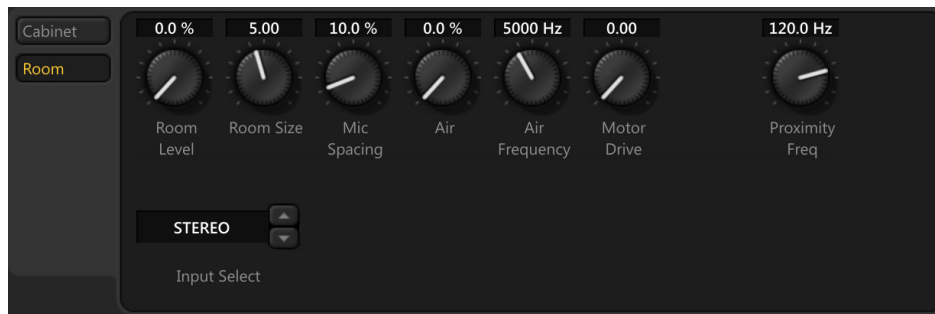 Cabinet
Room
0.0 %
5.00
10.0 %
0.0 %
5000 Hz
0.00
120.0 Hz
Room
Level
Room Size
Mic
Spacing
Air
Air
Frequency
Motor
Drive
Proximity
Freq
STEREO
Input Select